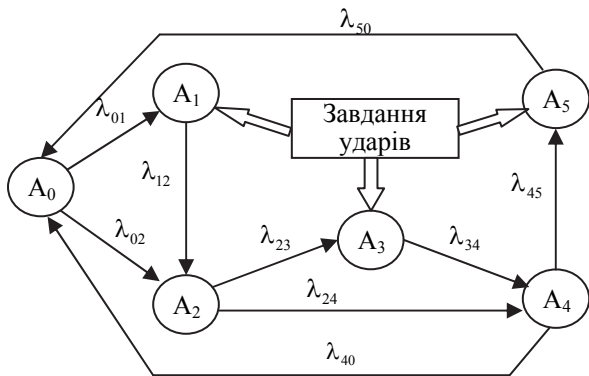 λ₅₀
A₁
A₅
Завдання
ударів
λ₀₁
A₀
λ₁₂
λ₄₅
λ₀₂
λ₂₃
A₃
λ₃₄
A₂
λ₂₄
A₄
λ₄₀